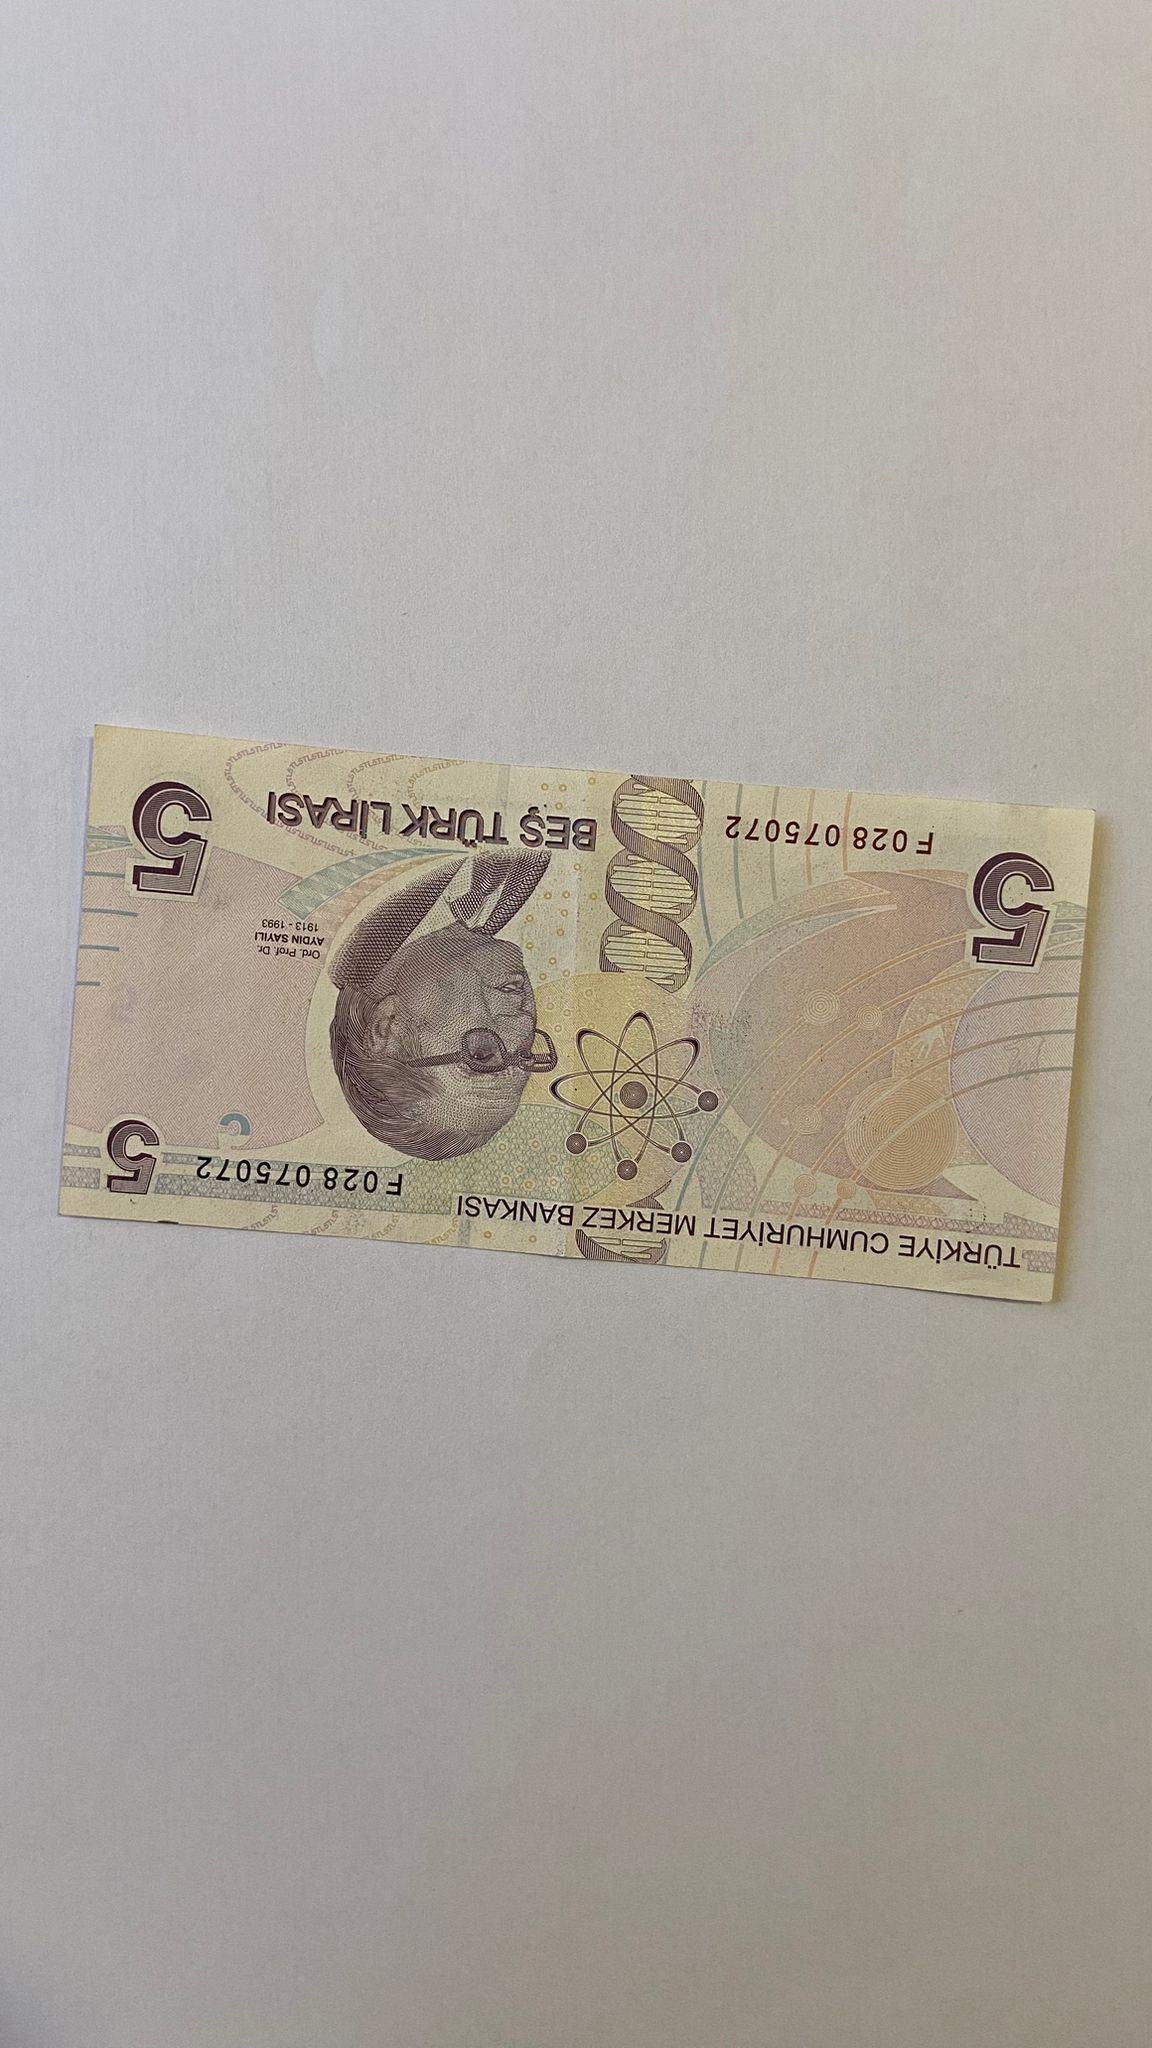 TÜRKİYE CUMHURİYET MERKEZ BANKASI
F 028 075072
5
Ord. Prof. Dr.
AYDIN SAYILI
1913 - 1993
5
F 028 075072
BEŞ TÜRK LİRASI
5